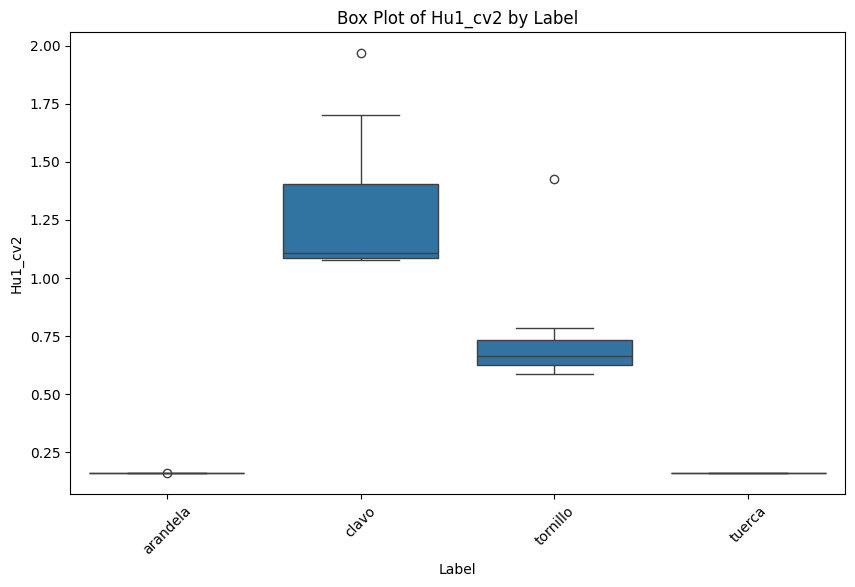 Box Plot of Hu1_cv2 by Label
2.00
1.75
1.50
1.25
1.00
0.75
0.50
0.25
Hu1_cv2
arandela
clavo
tornillo
tuerca
Label